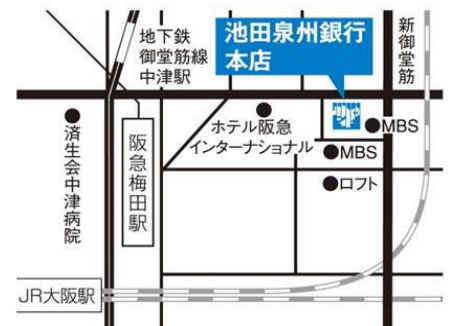 地下鉄
御堂筋線
中津駅
池田泉州銀行
本店
新御堂筋
済生会中津病院
阪急梅田駅
ホテル阪急
インターナショナル
MBS
MBS
ロフト
JR大阪駅